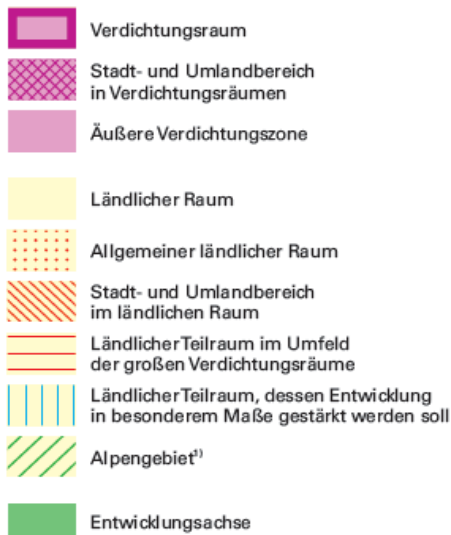 Verdichtungsraum
Stadt- und Umlandbereich
in Verdichtungsräumen
Äußere Verdichtungszone
Ländlicher Raum
Allgemeiner ländlicher Raum
Stadt- und Umlandbereich
im ländlichen Raum
Ländlicher Teilraum im Umfeld
der großen Verdichtungsräume
Ländlicher Teilraum, dessen Entwicklung
in besonderem Maße gestärkt werden soll
Alpengebiet¹⁾
Entwicklungsachse